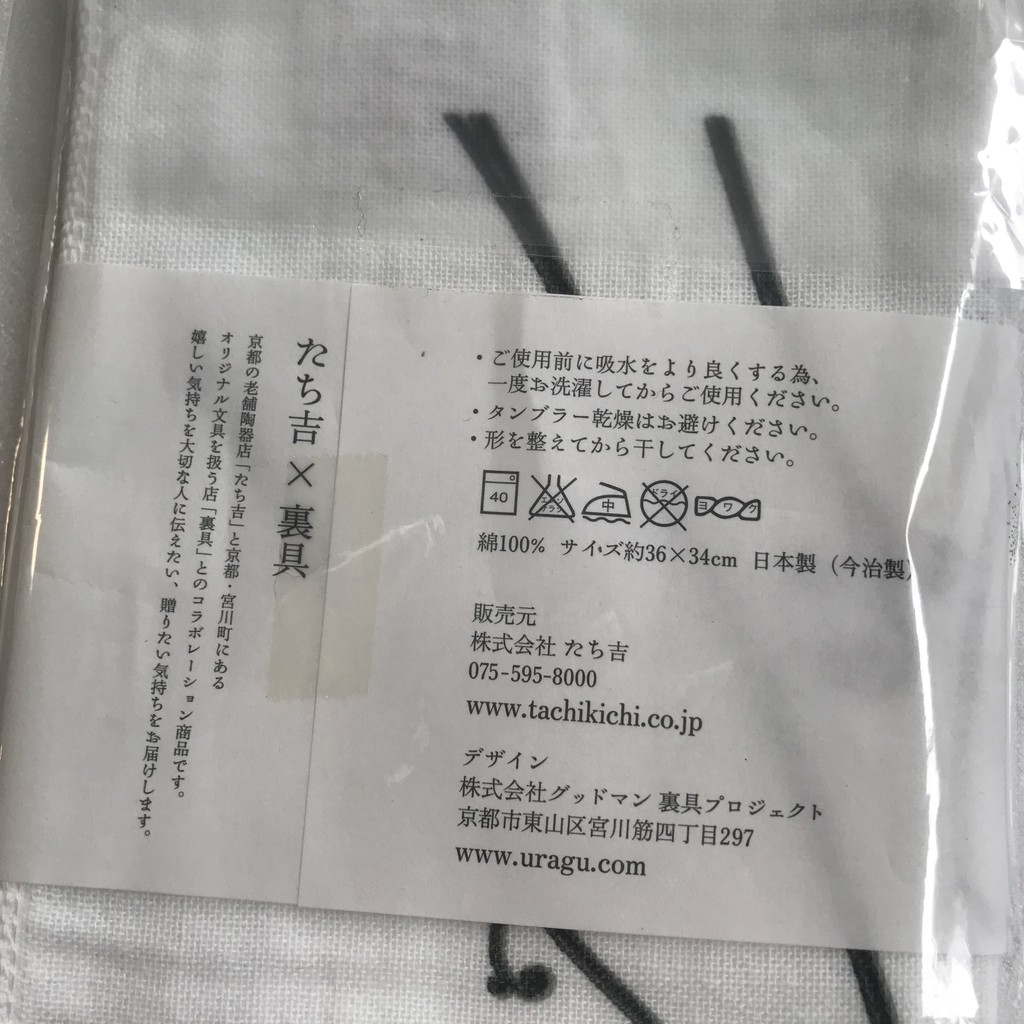 たち吉 × 裏具
京都の老舗陶器店「たち吉」と京都・宮川町にある
オリジナル文具を扱う店「裏具」とのコラボレーション商品です。
嬉しい気持ちを大切な人に伝えたい、贈りたい気持ちをお届けします。
・ご使用前に吸水をより良くする為、
一度お洗濯してからご使用ください。
・タンブラー乾燥はお避けください。
・形を整えてから干してください。
40 エンソサラシ 中 ドライ ヨワク
綿100% サイズ約36×34cm 日本製（今治製）
販売元
株式会社 たち吉
075-595-8000
www.tachikichi.co.jp
デザイン
株式会社グッドマン 裏具プロジェクト
京都市東山区宮川筋四丁目297
www.uragu.com